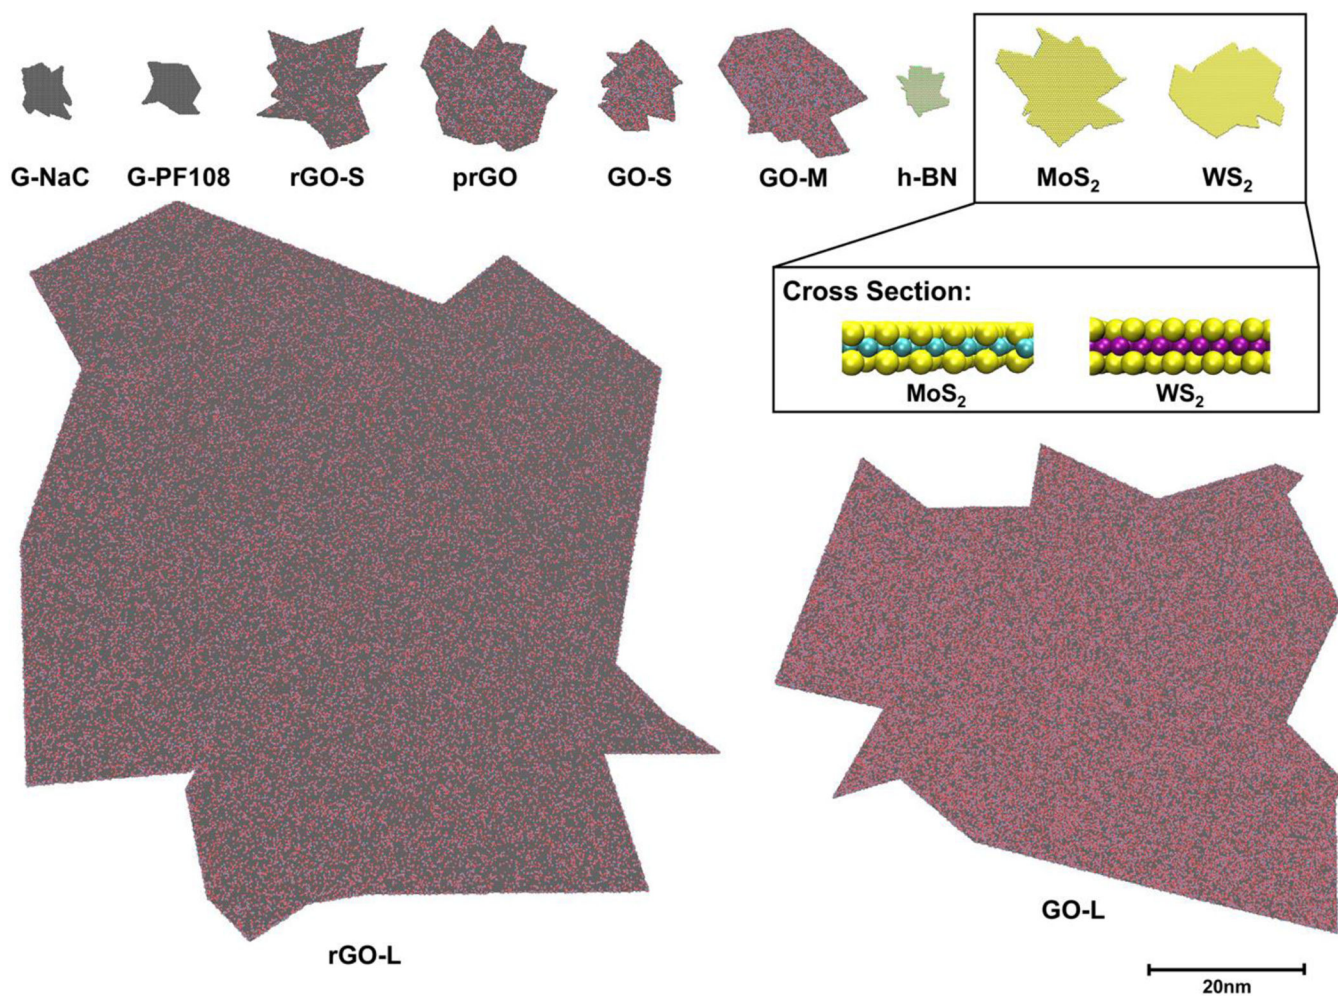 G-NaC
G-PF108
rGO-S
prGO
GO-S
GO-M
h-BN
MoS₂
WS₂
Cross Section:
MoS₂
WS₂
GO-L
rGO-L
20nm